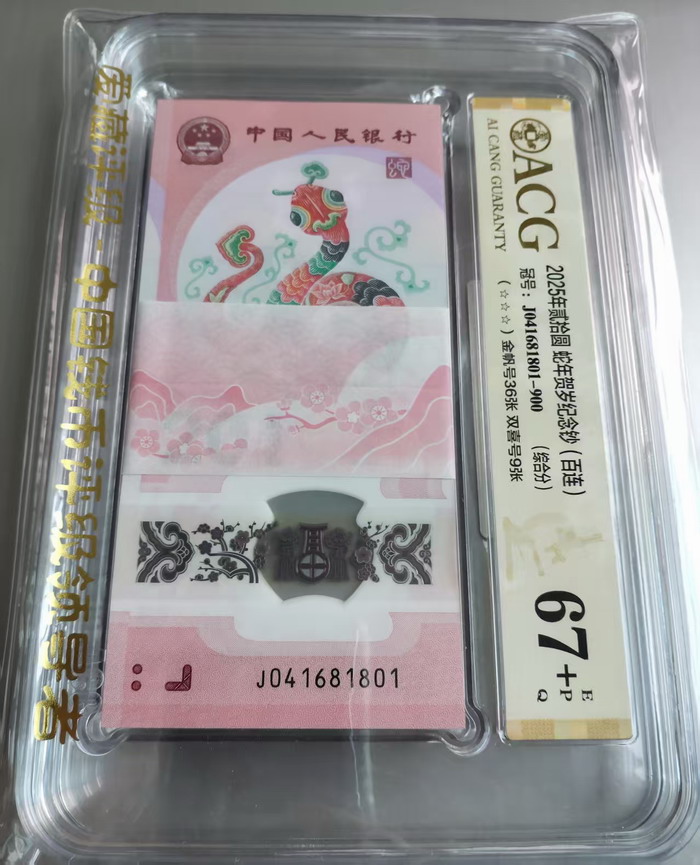 爱藏评级·中国钱币评级领导者
中国人民银行
J041681801
ACG
AI CANG GUARANTY
2025年贰拾圆 蛇年贺岁纪念钞（百连）
冠号：J041681801-900 （综合分）
（☆☆☆）金帆号36张 双喜号9张
67+
E
P
Q